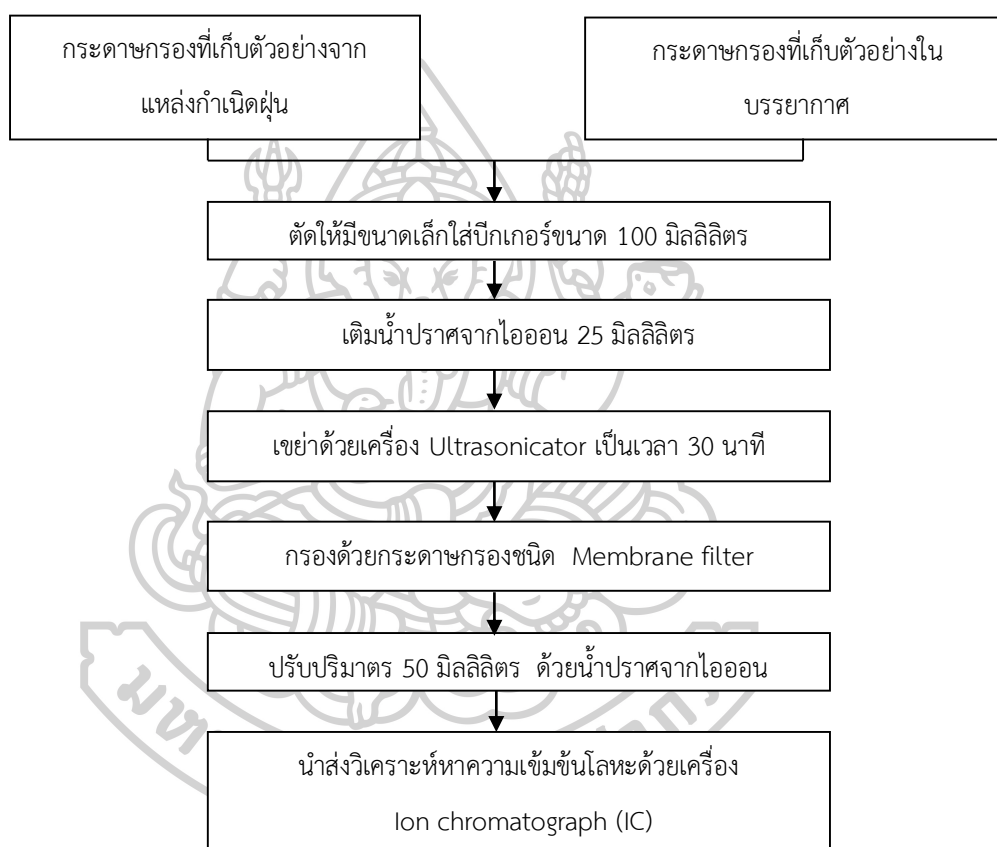 กระดาษกรองที่เก็บตัวอย่างจาก
แหล่งกำเนิดฝุ่น
กระดาษกรองที่เก็บตัวอย่างใน
บรรยากาศ
ตัดให้มีขนาดเล็กใส่บีกเกอร์ขนาด 100 มิลลิลิตร
เติมน้ำปราศจากไอออน 25 มิลลิลิตร
เขย่าด้วยเครื่อง Ultrasonicator เป็นเวลา 30 นาที
กรองด้วยกระดาษกรองชนิด Membrane filter
ปรับปริมาตร 50 มิลลิลิตร ด้วยน้ำปราศจากไอออน
นำส่งวิเคราะห์หาความเข้มข้นโลหะด้วยเครื่อง
Ion chromatograph (IC)